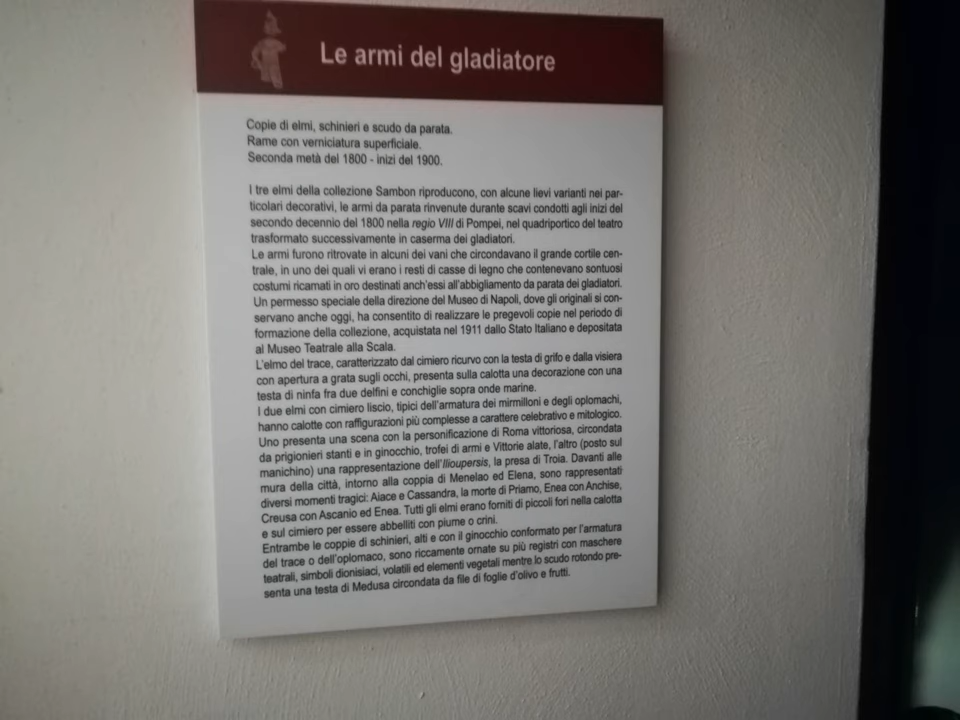 Le armi del gladiatore
Copie di elmi, schinieri e scudo da parata.
Rame con verniciatura superficiale.
Seconda metà del 1800 - inizi del 1900.
I tre elmi della collezione Sambon riproducono, con alcune lievi varianti nei par-
ticolari decorativi, le armi da parata rinvenute durante scavi condotti agli inizi del
secondo decennio del 1800 nella regio VIII di Pompei, nel quadriportico del teatro
trasformato successivamente in caserma dei gladiatori.
Le armi furono ritrovate in alcuni dei vani che circondavano il grande cortile cen-
trale, in uno dei quali vi erano i resti di casse di legno che contenevano sontuosi
costumi ricamati in oro destinati anch'essi all'abbigliamento da parata dei gladiatori.
Un permesso speciale della direzione del Museo di Napoli, dove gli originali si con-
servano anche oggi, ha consentito di realizzare le pregevoli copie nel periodo di
formazione della collezione, acquistata nel 1911 dallo Stato Italiano e depositata
al Museo Teatrale alla Scala.
L'elmo del trace, caratterizzato dal cimiero ricurvo con la testa di grifo e dalla visiera
con apertura a grata sugli occhi, presenta sulla calotta una decorazione con una
testa di ninfa fra due delfini e conchiglie sopra onde marine.
I due elmi con cimiero liscio, tipici dell'armatura dei mirmilloni e degli oplomachi,
hanno calotte con raffigurazioni più complesse a carattere celebrativo e mitologico.
Uno presenta una scena con la personificazione di Roma vittoriosa, circondata
da prigionieri stanti e in ginocchio, trofei di armi e Vittorie alate, l'altro (posto sul
manichino) una rappresentazione dell'Ilioupersis, la presa di Troia. Davanti alle
mura della città, intorno alla coppia di Menelao ed Elena, sono rappresentati
diversi momenti tragici: Aiace e Cassandra, la morte di Priamo, Enea con Anchise,
Creusa con Ascanio ed Enea. Tutti gli elmi erano forniti di piccoli fori nella calotta
e sul cimiero per essere abbelliti con piume o crini.
Entrambe le coppie di schinieri, alti e con il ginocchio conformato per l'armatura
del trace o dell'oplomaco, sono riccamente ornate su più registri con maschere
teatrali, simboli dionisiaci, volatili ed elementi vegetali mentre lo scudo rotondo pre-
senta una testa di Medusa circondata da file di foglie d'olivo e frutti.